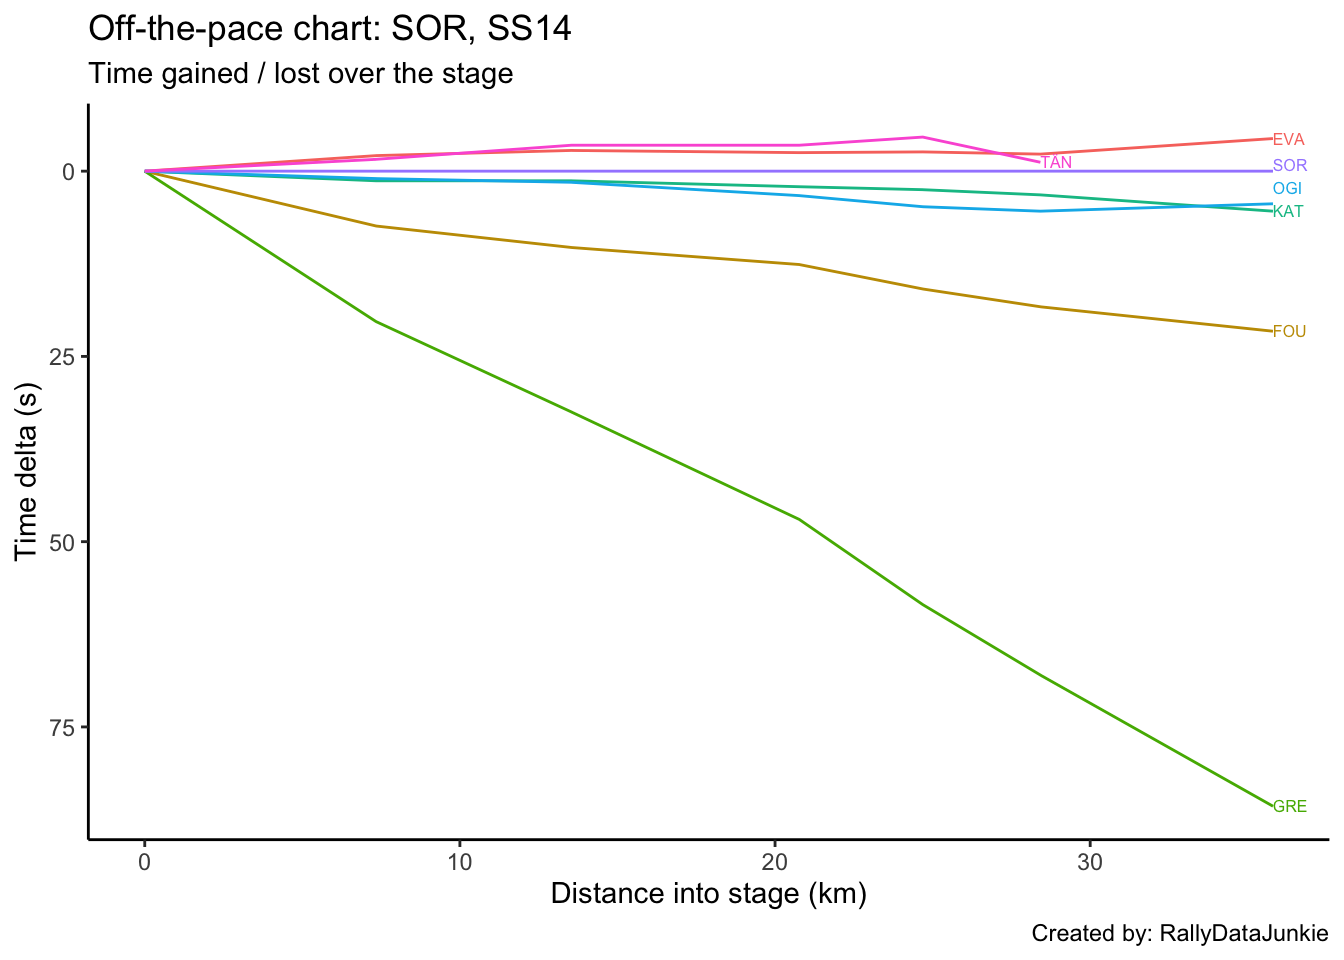 Off-the-pace chart: SOR, SS14
Time gained / lost over the stage
EVA
TAN
SOR
OGI
KAT
FOU
GRE
0
25
50
75
Time delta (s)
0 10 20 30
Distance into stage (km)
Created by: RallyDataJunkie